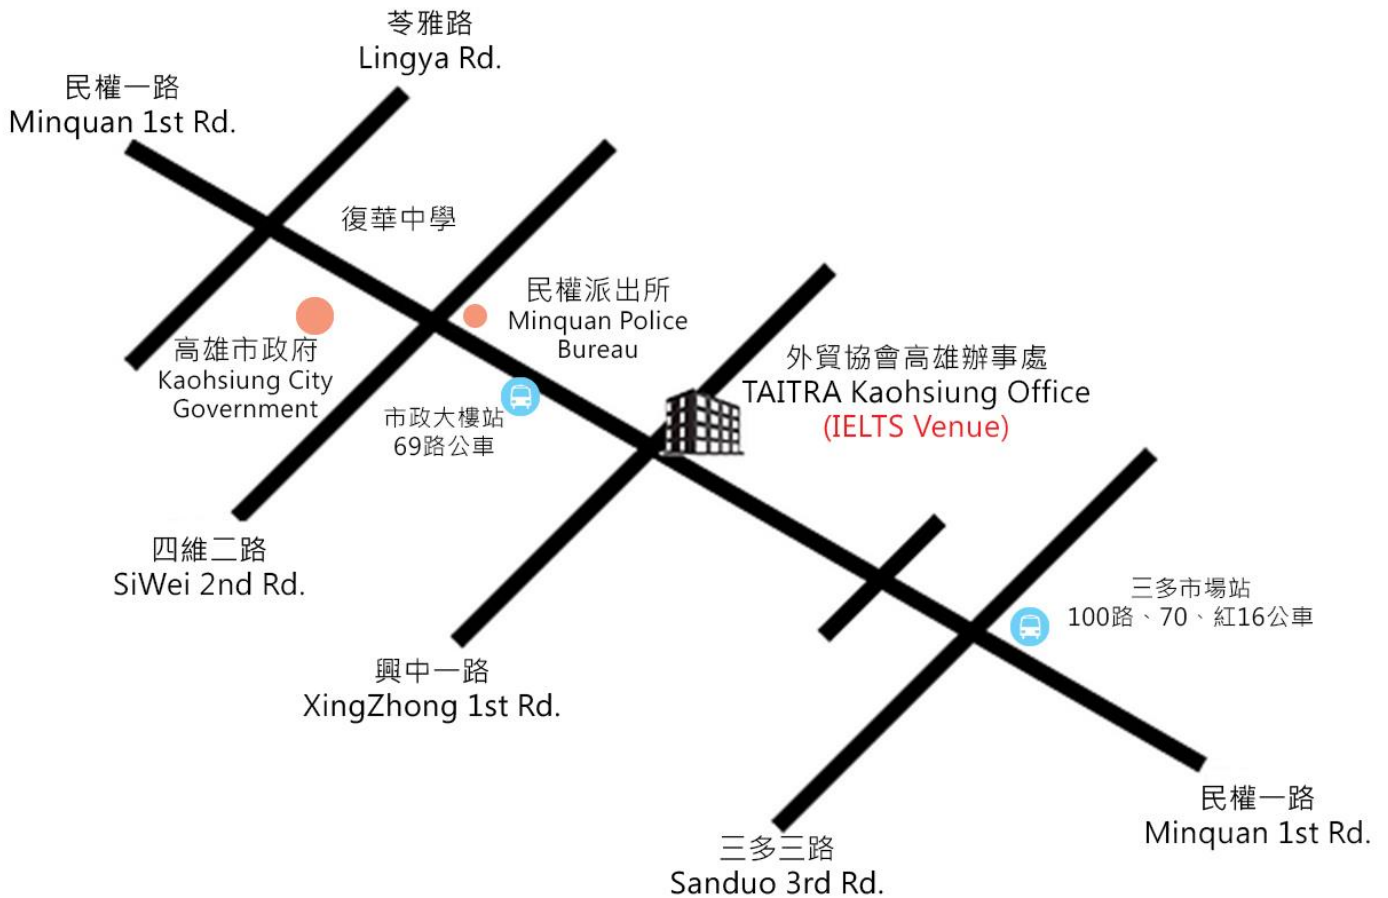 苓雅路
Lingya Rd.
民權一路
Minquan 1st Rd.
復華中學
民權派出所
Minquan Police
Bureau
高雄市政府
Kaohsiung City
Government
外貿協會高雄辦事處
TAITRA Kaohsiung Office
(IELTS Venue)
市政大樓站
69路公車
四維二路
SiWei 2nd Rd.
三多市場站
100路、70、紅16公車
興中一路
XingZhong 1st Rd.
民權一路
Minquan 1st Rd.
三多三路
Sanduo 3rd Rd.